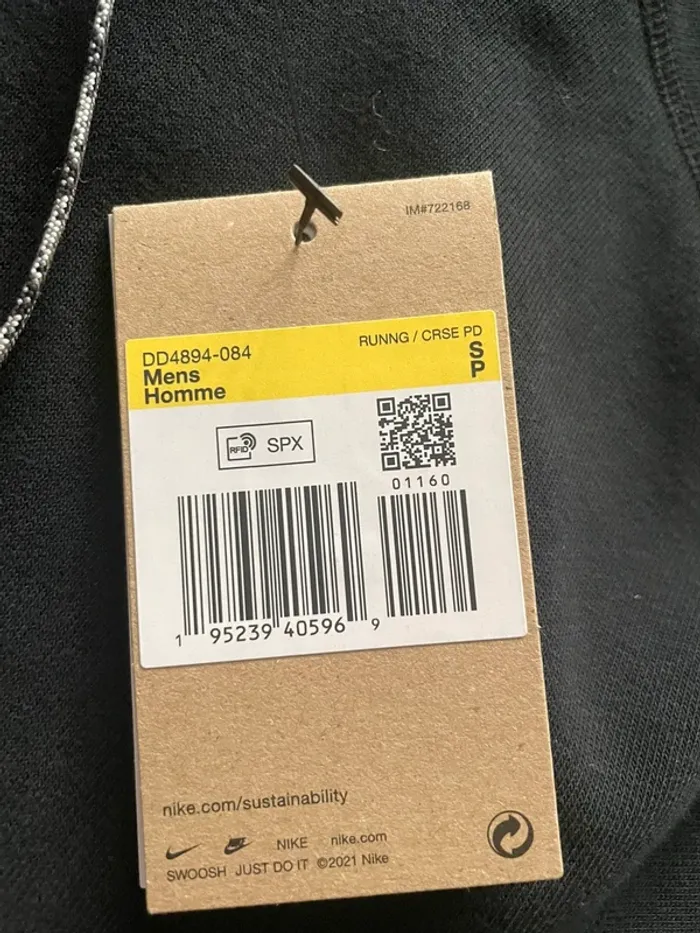 IM#722168
DD4894-084
RUNNG / CRSE PD
Mens
S
Homme
P
RFID SPX
01160
1 95239 40596 9
nike.com/sustainability
NIKE nike.com
SWOOSH JUST DO IT ©2021 Nike